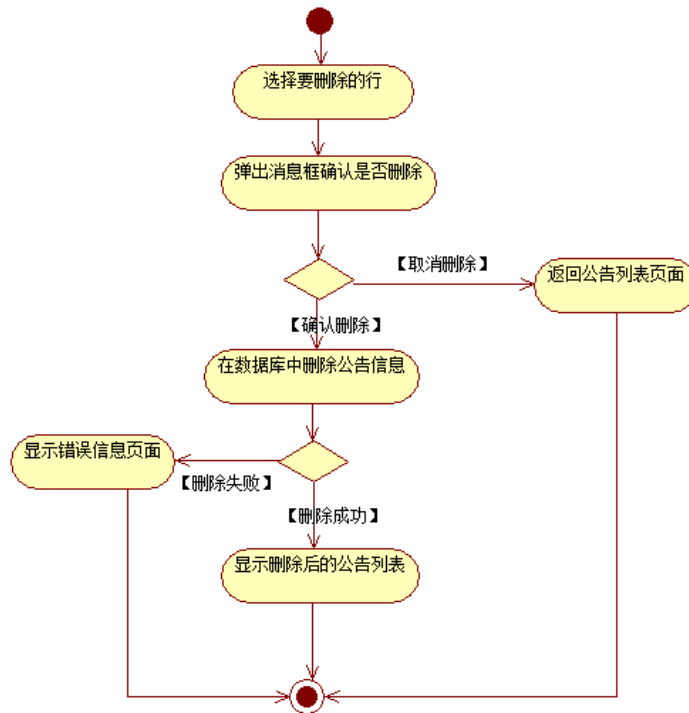 选择要删除的行
弹出消息框确认是否删除
【取消删除】
返回公告列表页面
【确认删除】
在数据库中删除公告信息
显示错误信息页面
【删除失败】
【删除成功】
显示删除后的公告列表